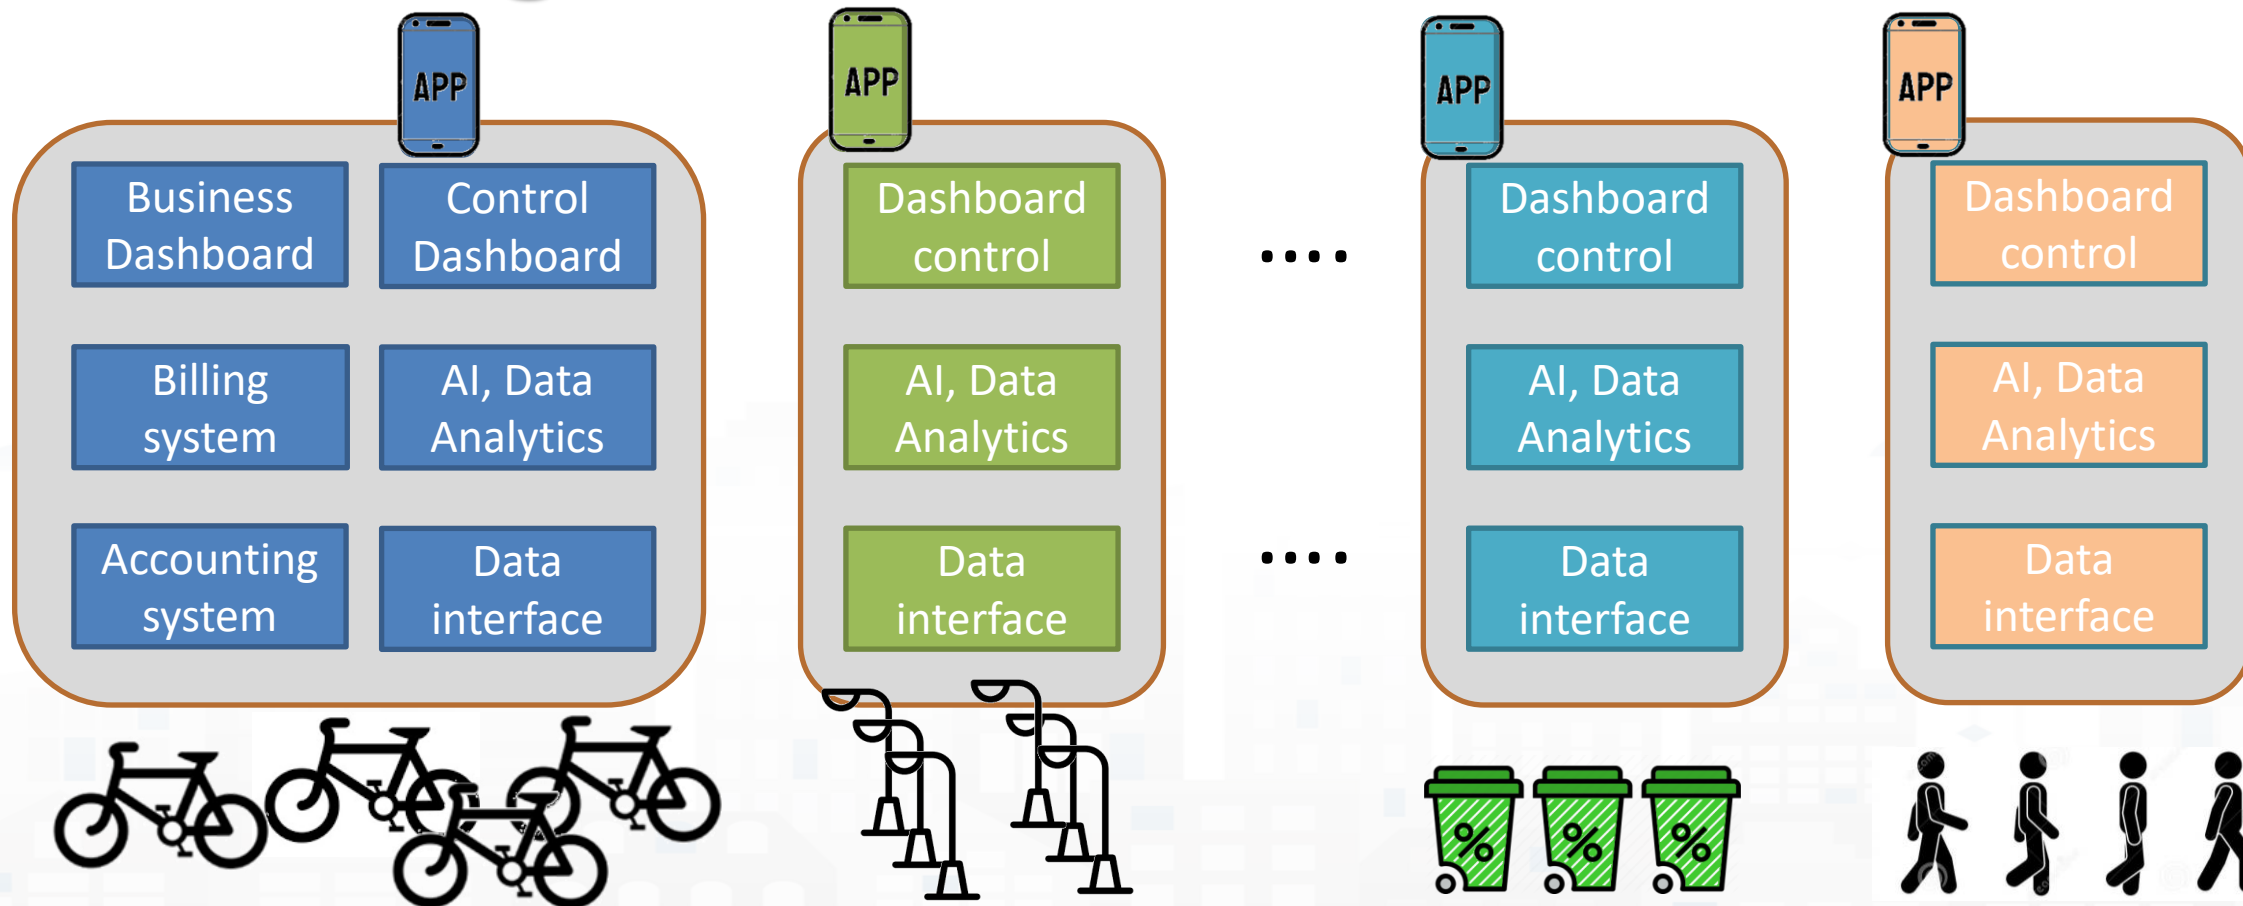 APP
APP
APP
APP
Business
Dashboard
Control
Dashboard
Dashboard
control
....
Dashboard
control
Dashboard
control
Billing
system
AI, Data
Analytics
AI, Data
Analytics
AI, Data
Analytics
AI, Data
Analytics
Accounting
system
Data
interface
Data
interface
....
Data
interface
Data
interface
%
%
%